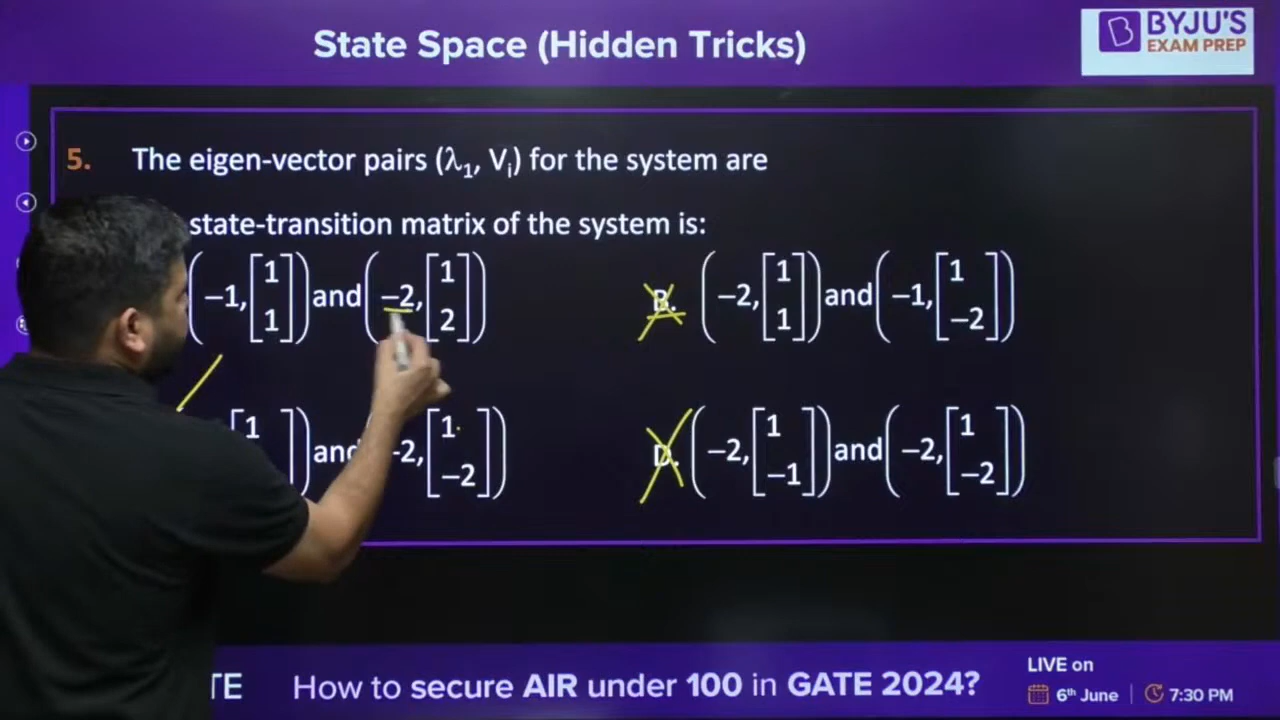 State Space (Hidden Tricks)
BYJU'S
EXAM PREP
5. The eigen-vector pairs (λ₁, Vᵢ) for the system are
state-transition matrix of the system is:
(−1, [1 1]) and (−2, [1 2])
B. (−2, [1 1]) and (−1, [1 −2])
[1 ]) and -2, [1 −2])
D. (−2, [1 −1]) and (−2, [1 −2])
TE How to secure AIR under 100 in GATE 2024?
LIVE on
6th June | 7:30 PM